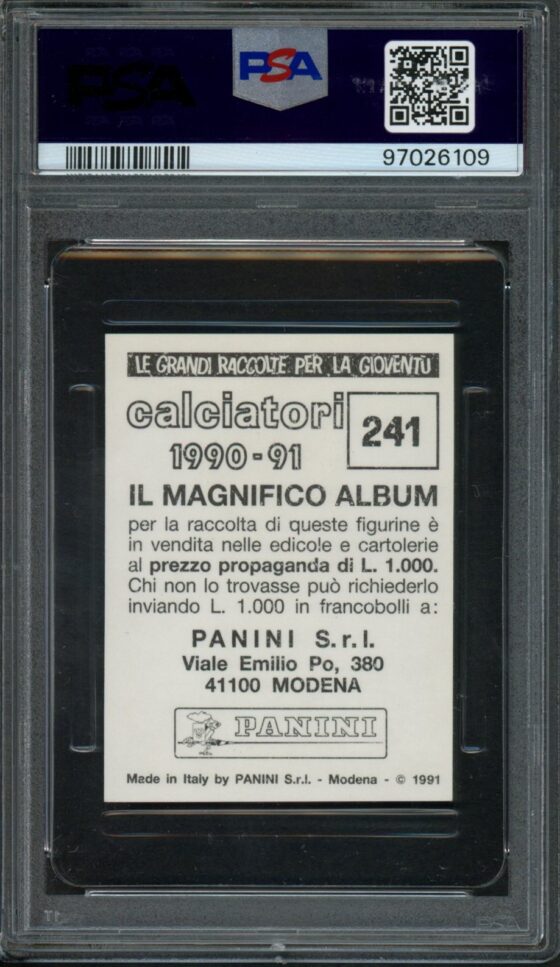 PSA
PSA
97026109
LE GRANDI RACCOLTE PER LA GIOVENTÙ
calciatori
1990-91
241
IL MAGNIFICO ALBUM
per la raccolta di queste figurine è
in vendita nelle edicole e cartolerie
al prezzo propaganda di L. 1.000.
Chi non lo trovasse può richiederlo
inviando L. 1.000 in francobolli a:
PANINI S.r.l.
Viale Emilio Po, 380
41100 MODENA
PANINI
Made in Italy by PANINI S.r.l. - Modena - © 1991
PSA